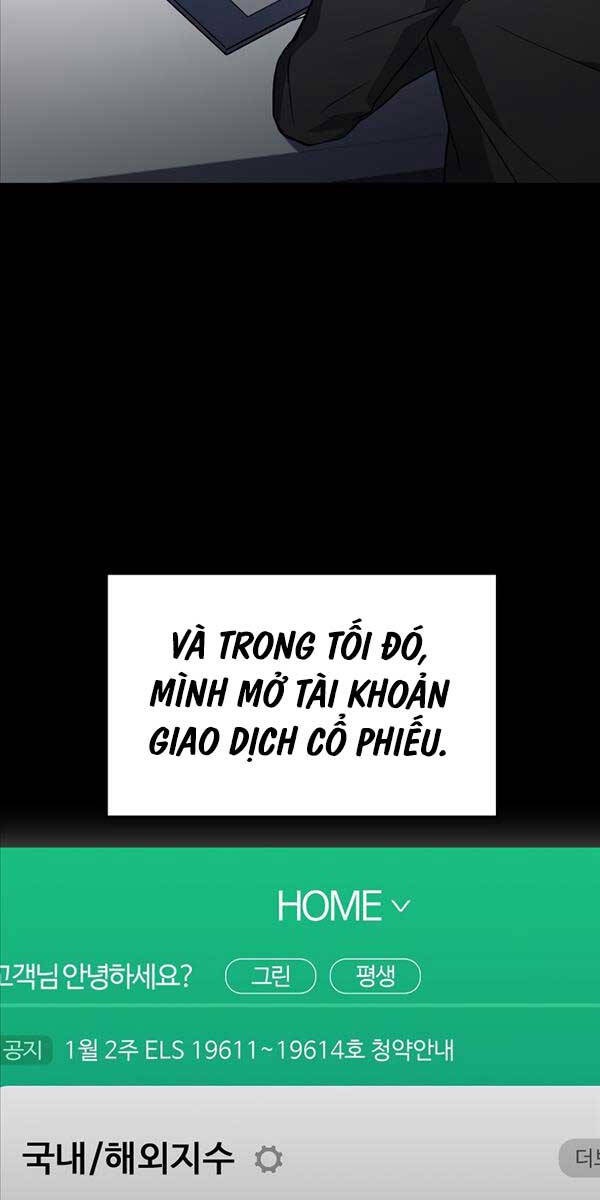 VÀ TRONG TỐI ĐÓ,
MÌNH MỞ TÀI KHOẢN
GIAO DỊCH CỔ PHIẾU.
HOME
고객님 안녕하세요? 그린 평생
공지 1월 2주 ELS 19611~19614호 청약안내
국내/해외지수